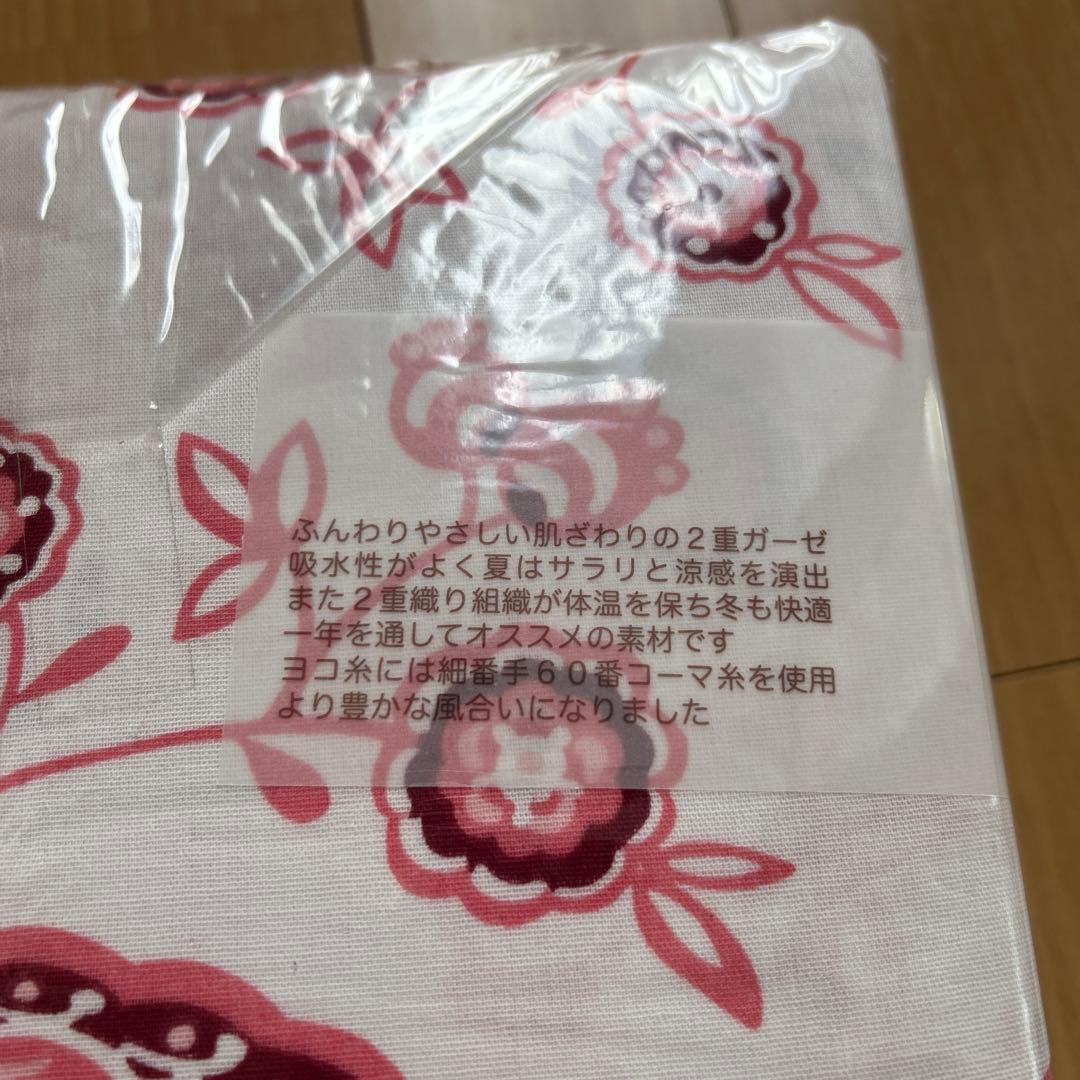 ふんわりやさしい肌ざわりの２重ガーゼ
吸水性がよく夏はサラリと涼感を演出
また２重織り組織が体温を保ち冬も快適
一年を通してオススメの素材です
ヨコ糸には細番手６０番コーマ糸を使用
より豊かな風合いになりました